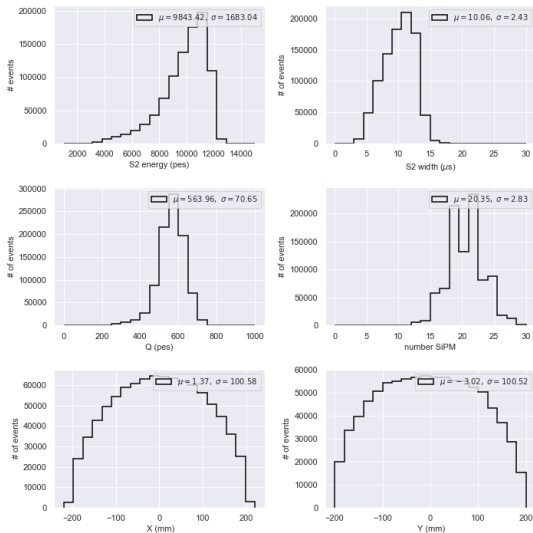 μ = 9843.42, σ = 1683.04
200000
150000
100000
50000
0
# of events
2000 4000 6000 8000 10000 12000 14000
S2 energy (pes)
μ = 10.06, σ = 2.43
200000
150000
100000
50000
0
# of events
0 5 10 15 20 25 30
S2 width (μs)
μ = 563.96, σ = 70.65
300000
250000
200000
150000
100000
50000
0
# of events
0 200 400 600 800 1000
Q (pes)
μ = 20.35, σ = 2.83
200000
150000
100000
50000
0
# of events
0 5 10 15 20 25 30
number SiPM
μ = 1.37, σ = 100.58
60000
50000
40000
30000
20000
10000
0
# of events
−200 −100 0 100 200
X (mm)
μ = −3.02, σ = 100.52
60000
50000
40000
30000
20000
10000
0
# of events
−200 −100 0 100 200
Y (mm)